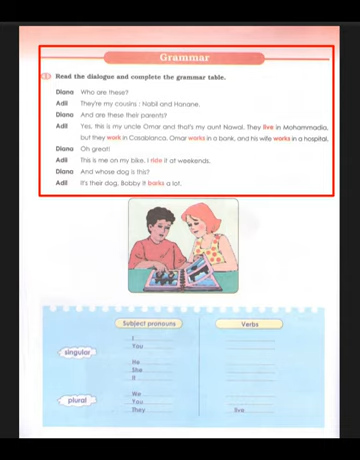 Grammar
1 Read the dialogue and complete the grammar table.
Diana Who are these?
Adil They're my cousins : Nabil and Hanane.
Diana And are these their parents?
Adil Yes, this is my uncle Omar and that's my aunt Nawal. They live in Mohammadia,
but they work in Casablanca. Omar works in a bank, and his wife works in a hospital.
Diana Oh great!
Adil This is me on my bike. I ride it at weekends.
Diana And whose dog is this?
Adil It's their dog, Bobby it barks a lot.
Subject pronouns Verbs
singular
I
You
He
She
It
plural
We
You
They live